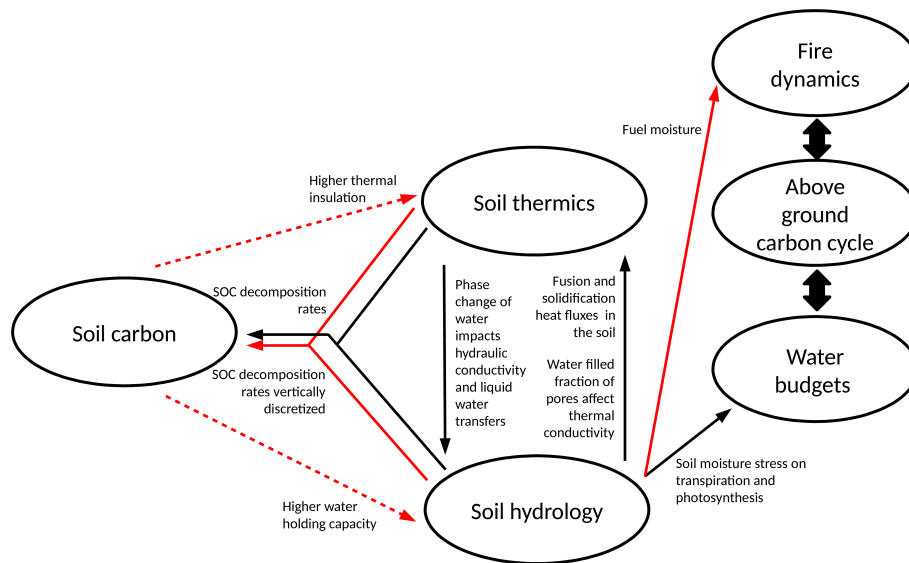 Fire
dynamics
Fuel moisture
Above
ground
carbon cycle
Higher thermal
insulation
Soil thermics
SOC decomposition
rates
Soil carbon
SOC decomposition
rates vertically
discretized
Phase
change of
water
impacts
hydraulic
conductivity
and liquid
water
transfers
Fusion and
solidification
heat fluxes in
the soil
Water filled
fraction of
pores affect
thermal
conductivity
Water
budgets
Soil moisture stress on
transpiration and
photosynthesis
Higher water
holding capacity
Soil hydrology